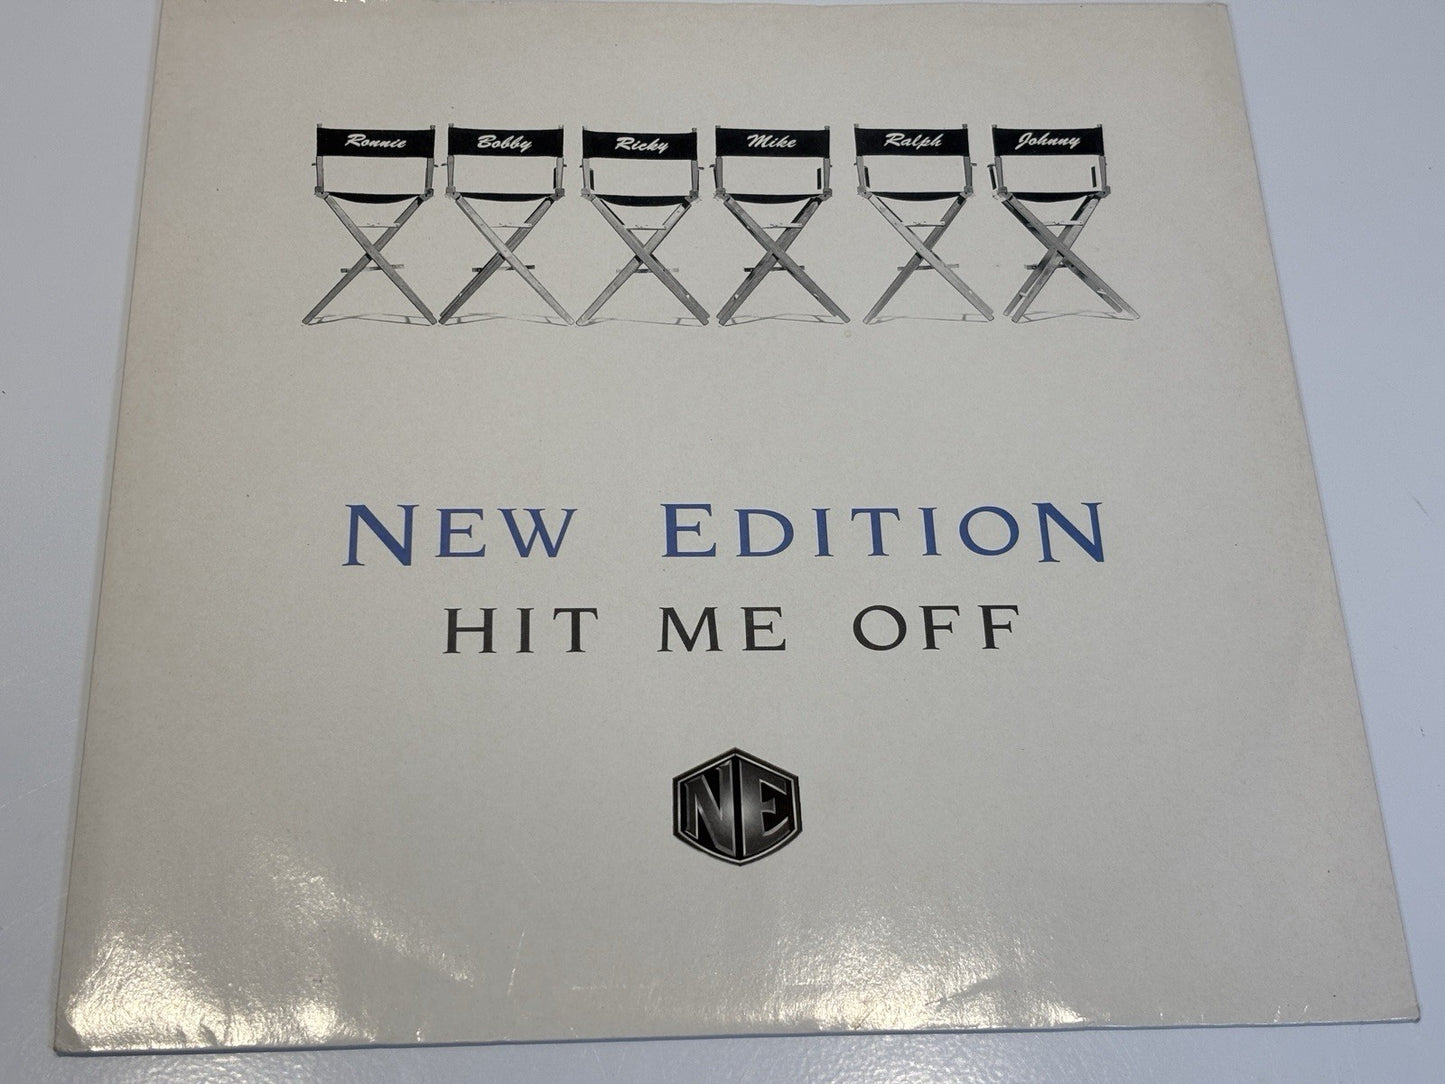 Ronnie Bobby Ricky Mike Ralph Johnny
NEW EDITION
HIT ME OFF
NE